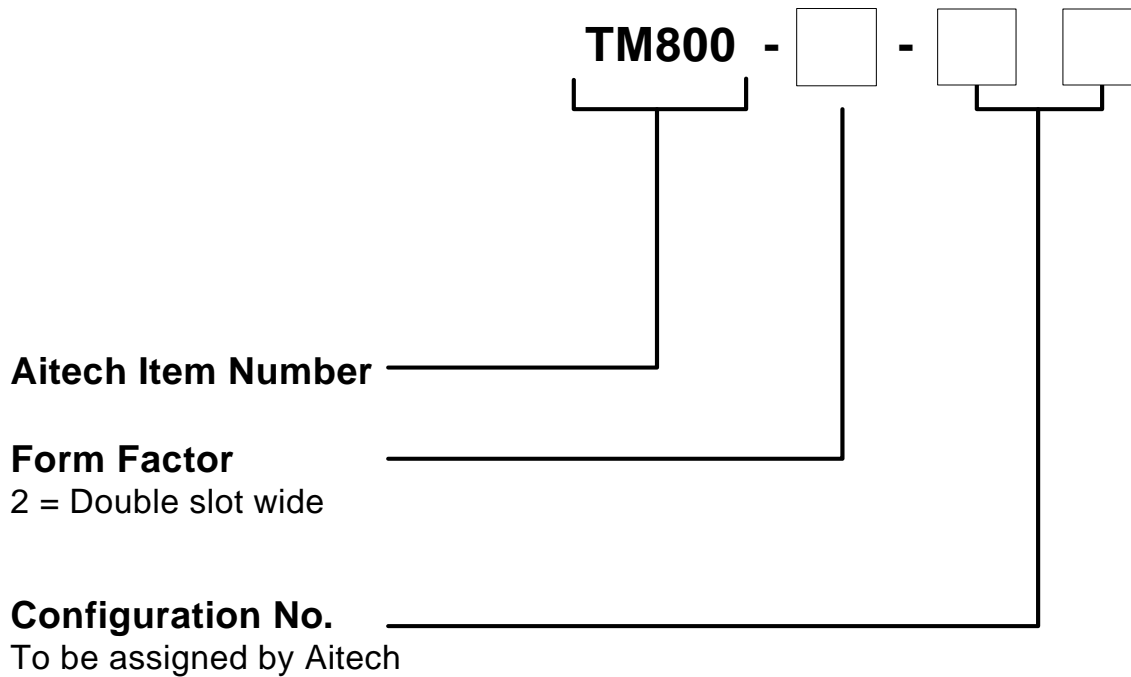 TM800 - -
Aitech Item Number
Form Factor
2 = Double slot wide
Configuration No.
To be assigned by Aitech